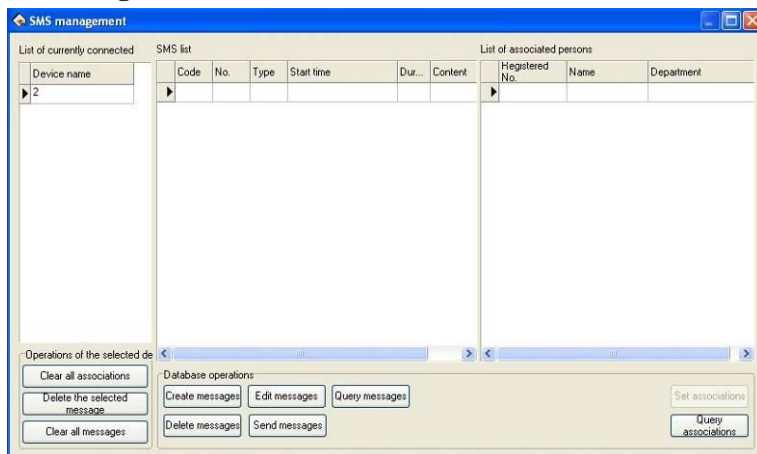 SMS management
List of currently connected
SMS list
List of associated persons
Device name
Code No. Type Start time Dur... Content
Registered No. Name Department
2
Operations of the selected de
Clear all associations
Delete the selected
message
Clear all messages
Database operations
Create messages Edit messages Query messages
Delete messages Send messages
Set associations
Query
associations